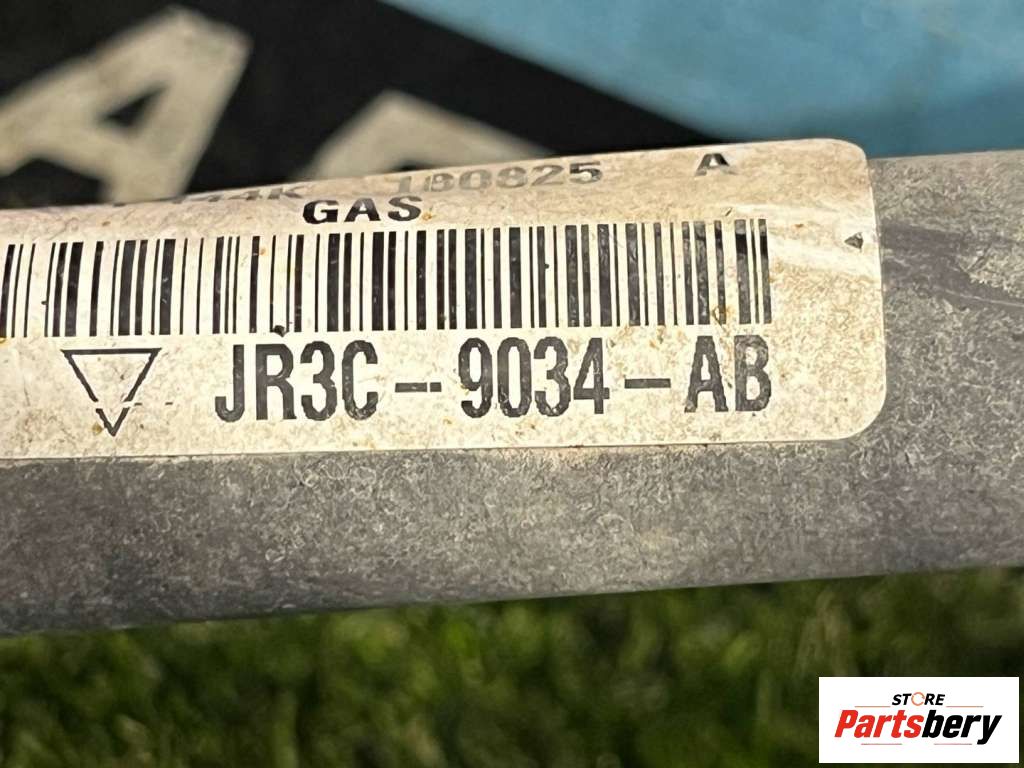 180825 A
GAS
JR3C-9034-AB
STORE
Partsbery